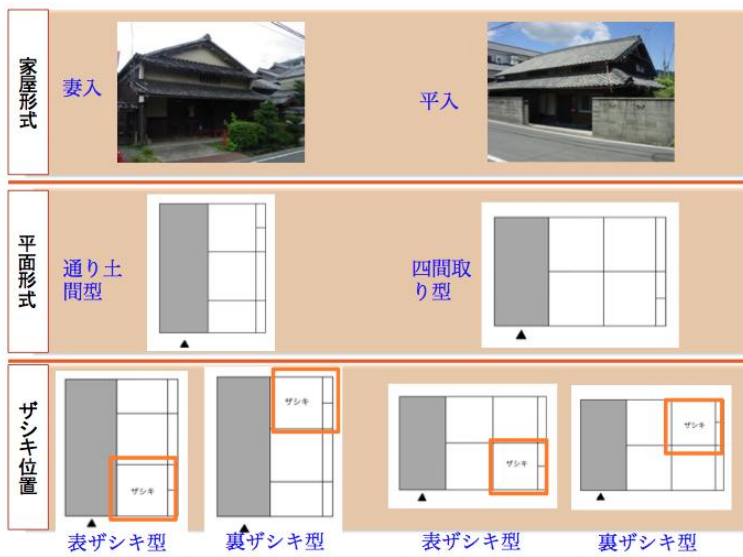 家屋形式
妻入
平入
平面形式
通り土
間型
四間取
り型
ザシキ位置
ザシキ
ザシキ
ザシキ
ザシキ
表ザシキ型
裏ザシキ型
表ザシキ型
裏ザシキ型